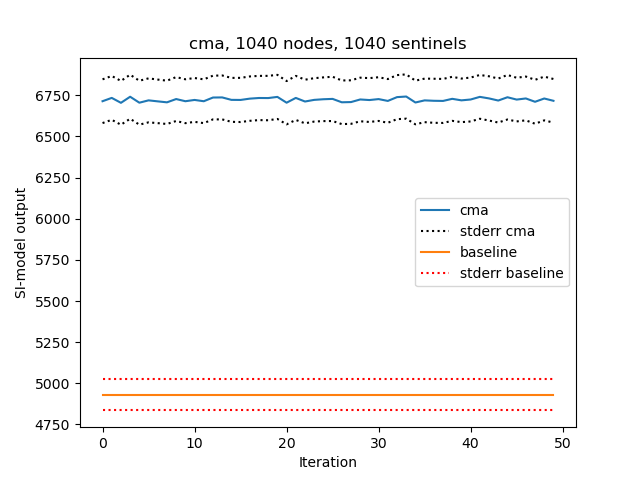 cma, 1040 nodes, 1040 sentinels
SI-model output
6750
6500
6250
6000
5750
5500
5250
5000
4750
cma
stderr cma
baseline
stderr baseline
0 10 20 30 40 50
Iteration